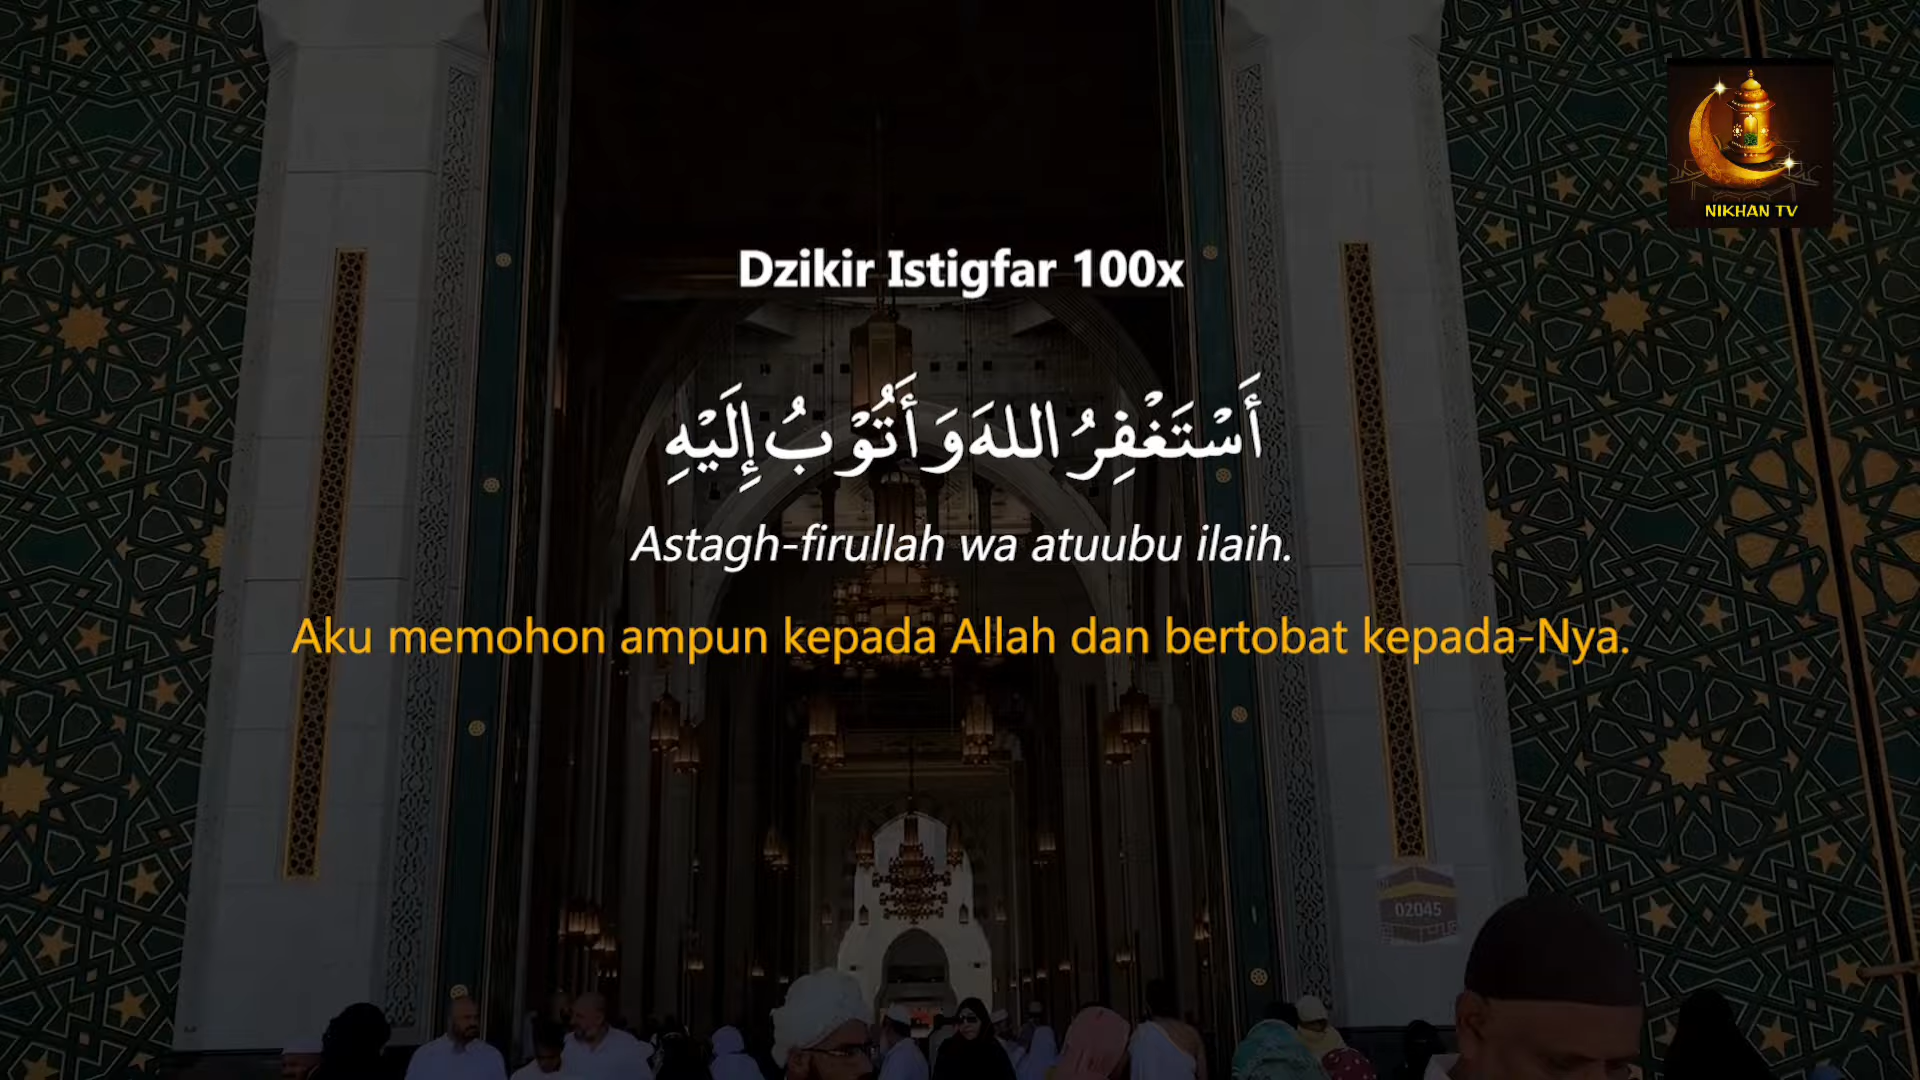 NIKHAN TV
Dzikir Istigfar 100x
أَسْتَغْفِرُ اللهَ وَ أَتُوْبُ إِلَيْهِ
Astagh-firullah wa atuubu ilaih.
Aku memohon ampun kepada Allah dan bertobat kepada-Nya.
02045